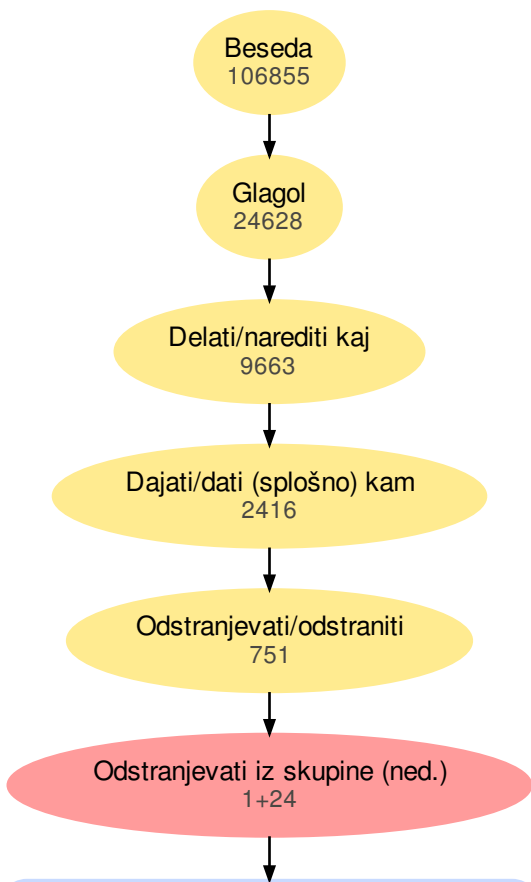 Beseda
106855
Glagol
24628
Delati/narediti kaj
9663
Dajati/dati (splošno) kam
2416
Odstranjevati/odstraniti
751
Odstranjevati iz skupine (ned.)
1+24